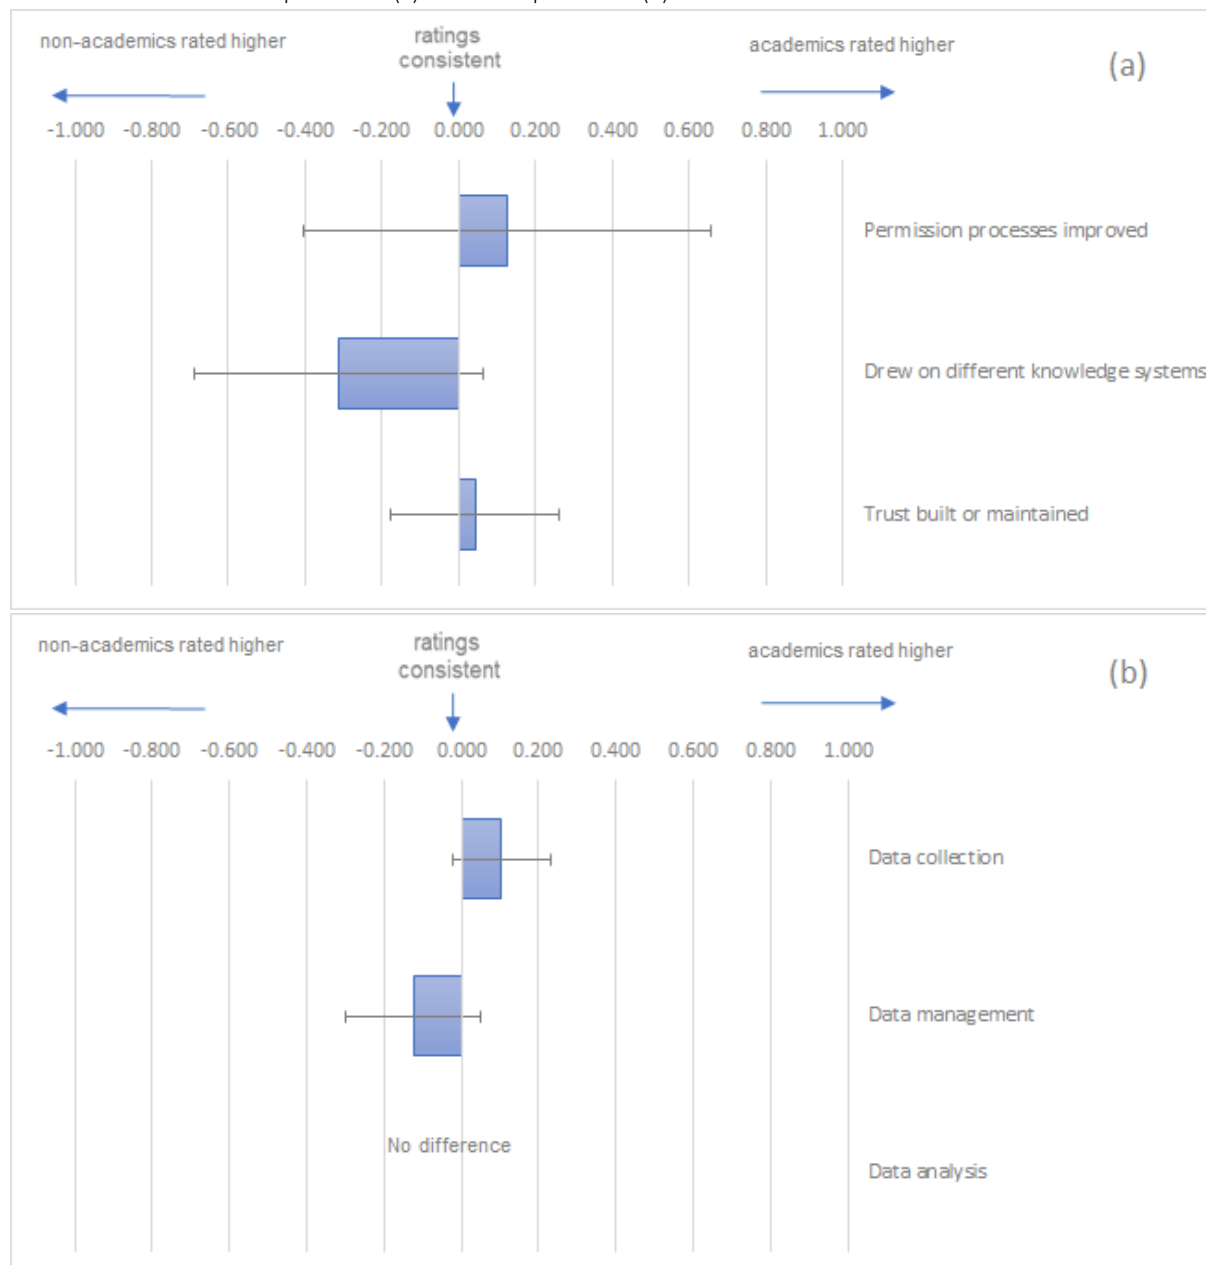 non-academics rated higher
ratings
consistent
academics rated higher
(a)
-1.000 -0.800 -0.600 -0.400 -0.200 0.000 0.200 0.400 0.600 0.800 1.000
Permission processes improved
Drew on different knowledge systems
Trust built or maintained
non-academics rated higher
ratings
consistent
academics rated higher
(b)
-1.000 -0.800 -0.600 -0.400 -0.200 0.000 0.200 0.400 0.600 0.800 1.000
Data collection
Data management
No difference
Data analysis